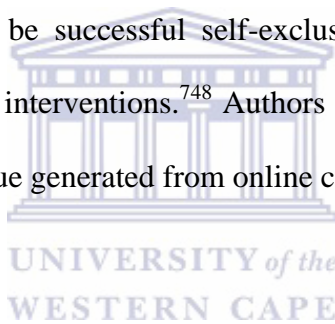 be successful self-exclus
interventions.748 Authors
ue generated from online c
UNIVERSITY of the
WESTERN CAPE